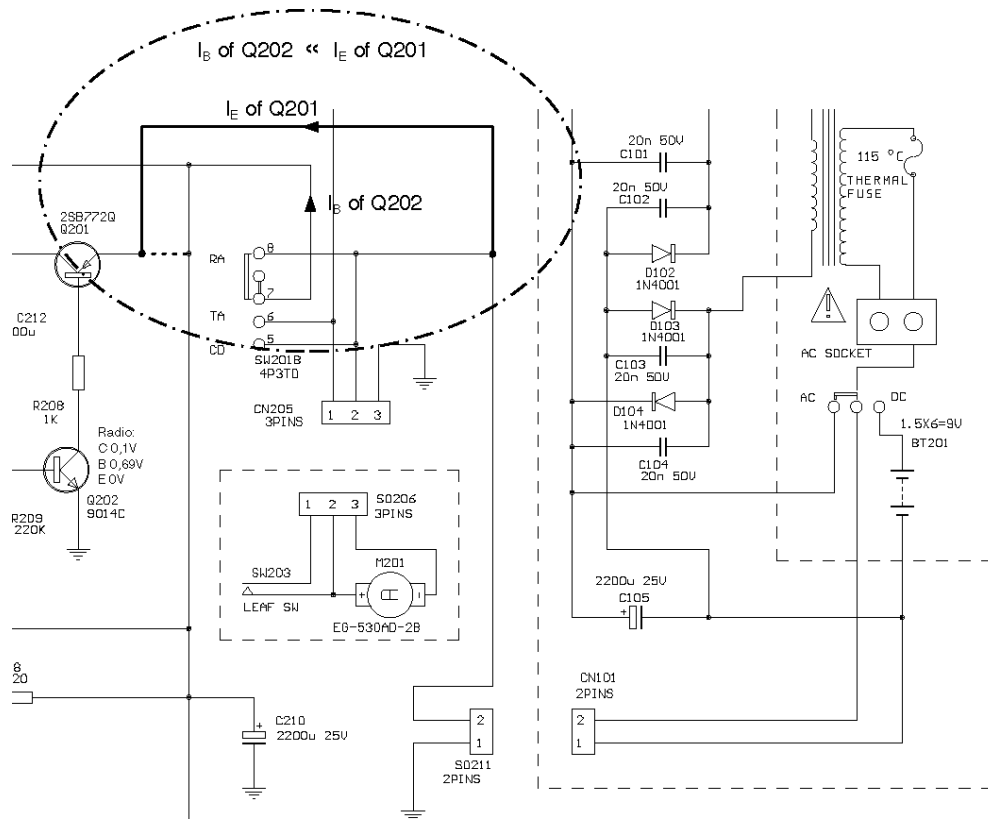 I_B of Q202 << I_E of Q201
I_E of Q201
20n 50V
C101
20n 50V
C102
115 °C
THERMAL
FUSE
I_B of Q202
2SB772Q
Q201
RA
8
7
D102
1N4001
C212
00u
TA
6
D103
1N4001
AC SOCKET
CD
5
SW201B
4P3TD
C103
20n 50V
AC
DC
R208
1K
CN205
3PINS
1 2 3
D104
1N4001
1.5X6=9V
BT201
Radio:
C 0,1V
B 0,69V
E 0V
C104
20n 50V
Q202
9014C
R209
220K
1 2 3
SO206
3PINS
SW203
M201
+
-
LEAF SW
EG-530AD-2B
2200u 25V
+
C105
8
20
CN101
2PINS
+
C210
2200u 25V
2
1
2
1
SO211
2PINS